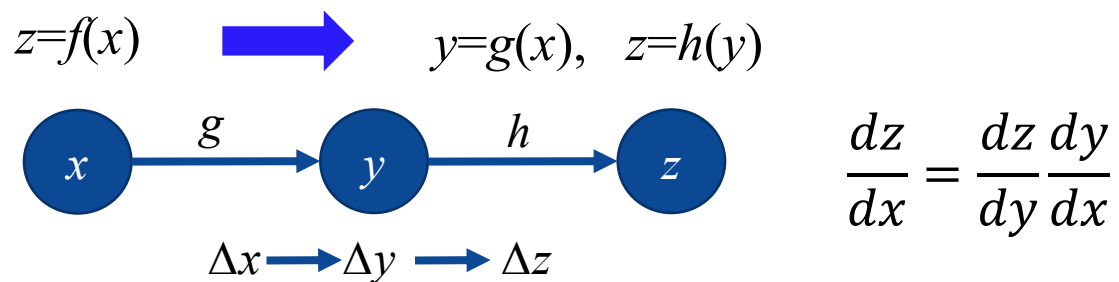 z=f(x) y=g(x), z=h(y)
g h
x y z
dz/dx = dz/dy dy/dx
Δx Δy Δz